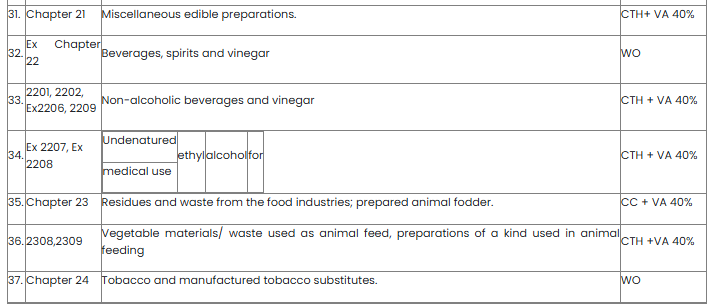 31. Chapter 21 Miscellaneous edible preparations. CTH+ VA 40%
32. Ex Chapter 22 Beverages, spirits and vinegar WO
33. 2201, 2202, Ex2206, 2209 Non-alcoholic beverages and vinegar CTH + VA 40%
34. Ex 2207, Ex 2208 Undenatured ethyl alcohol for medical use CTH + VA 40%
35. Chapter 23 Residues and waste from the food industries; prepared animal fodder. CC + VA 40%
36. 2308,2309 Vegetable materials/ waste used as animal feed, preparations of a kind used in animal feeding CTH +VA 40%
37. Chapter 24 Tobacco and manufactured tobacco substitutes. WO